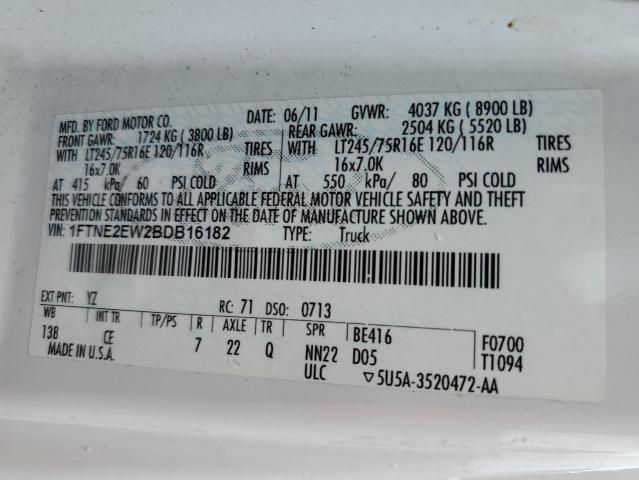 MFD. BY FORD MOTOR CO. DATE: 06/11 GVWR: 4037 KG ( 8900 LB)
FRONT GAWR: 1724 KG ( 3800 LB) REAR GAWR: 2504 KG ( 5520 LB)
WITH LT245/75R16E 120/116R TIRES WITH LT245/75R16E 120/116R TIRES
16x7.0K RIMS 16x7.0K RIMS
AT 415 kPa/ 60 PSI COLD AT 550 kPa/ 80 PSI COLD
THIS VEHICLE CONFORMS TO ALL APPLICABLE FEDERAL MOTOR VEHICLE SAFETY AND THEFT
PREVENTION STANDARDS IN EFFECT ON THE DATE OF MANUFACTURE SHOWN ABOVE.
VIN: 1FTNE2EW2BDB16182 TYPE: Truck
EXT PNT: YZ RC: 71 DSO: 0713
WB INT TR TP/PS R AXLE TR SPR BE416 F0700
138 CE 7 22 Q NN22 D05 T1094
MADE IN U.S.A. ULC ▽5U5A-3520472-AA